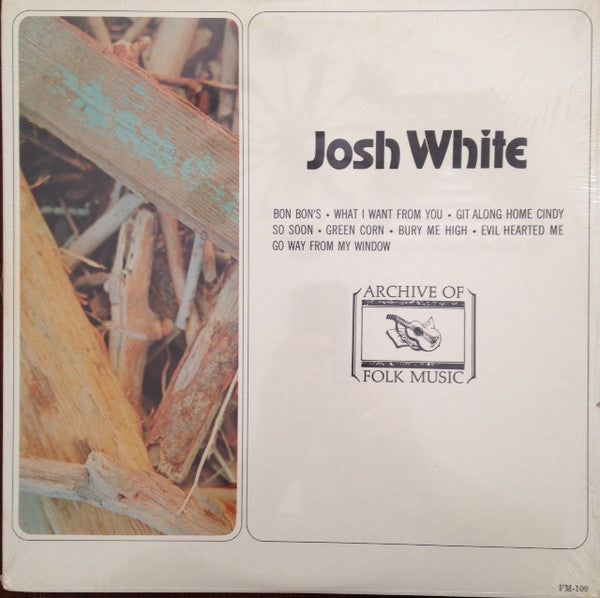 Josh White
BON BON'S • WHAT I WANT FROM YOU • GIT ALONG HOME CINDY
SO SOON • GREEN CORN • BURY ME HIGH • EVIL HEARTED ME
GO WAY FROM MY WINDOW
ARCHIVE OF
FOLK MUSIC
FM-109